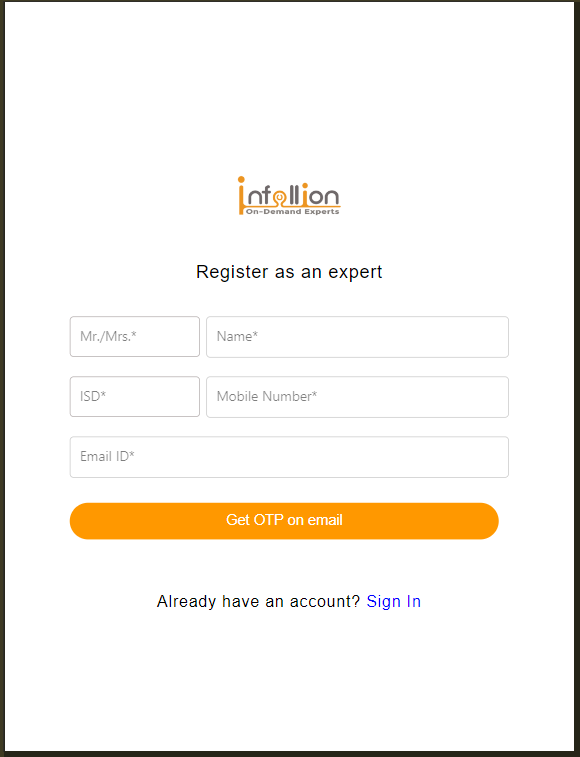 infollion
On-Demand Experts
Register as an expert
Mr./Mrs.* Name*
ISD* Mobile Number*
Email ID*
Get OTP on email
Already have an account? Sign In